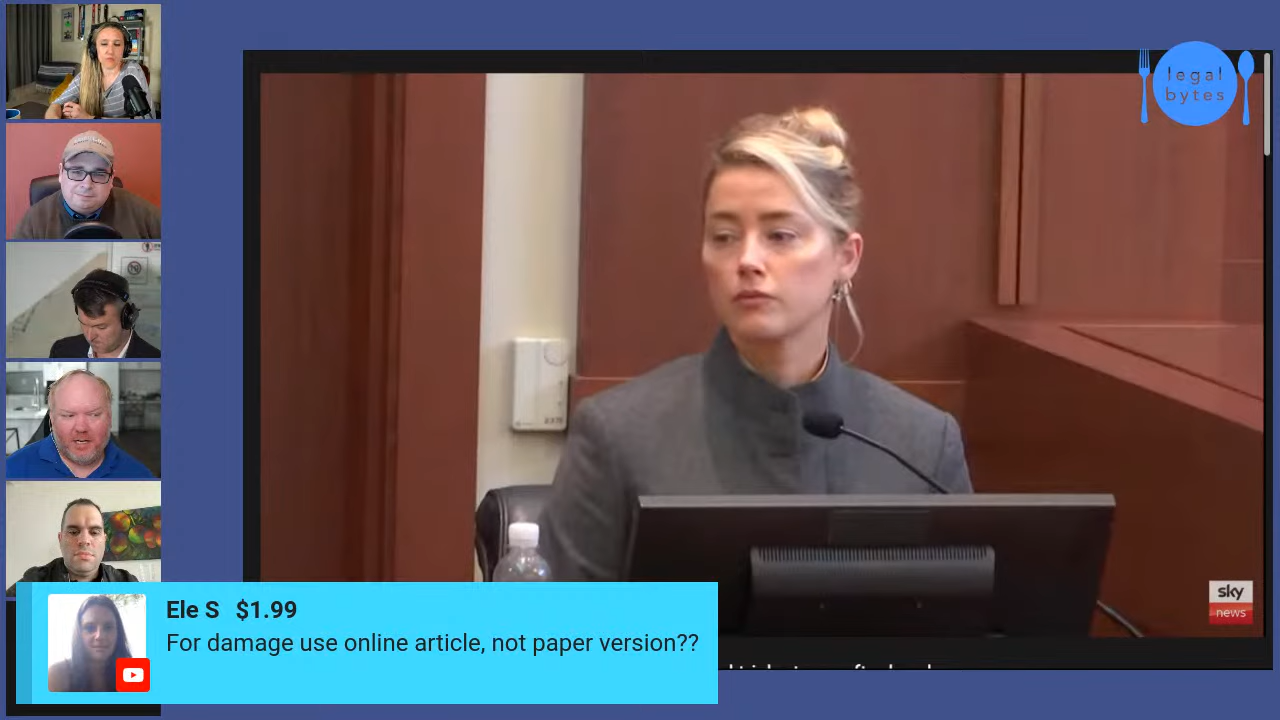 legal
bytes
sky
news
Ele S $1.99
For damage use online article, not paper version??